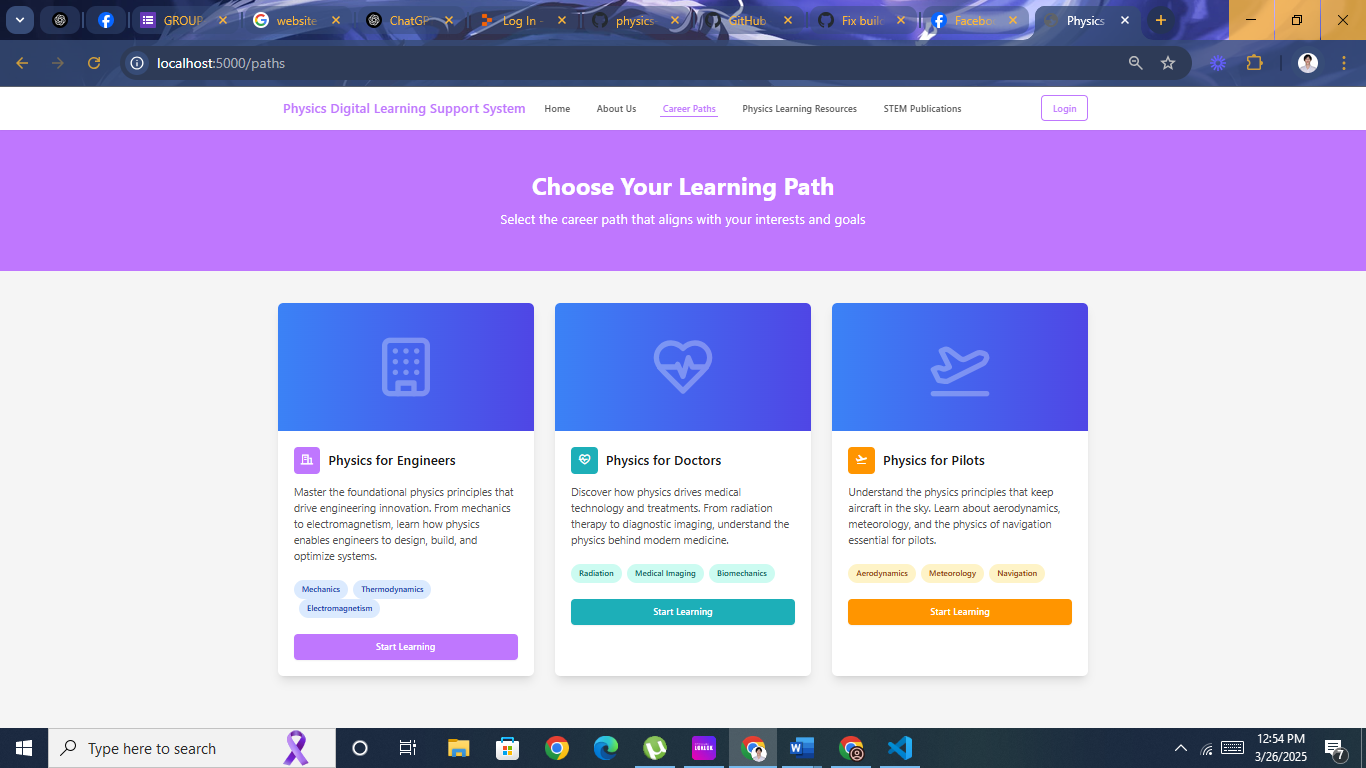 GROUP
website
ChatGP
Log In -
physics
GitHub
Fix buil
Facebo
Physics
localhost:5000/paths
Physics Digital Learning Support System
Home
About Us
Career Paths
Physics Learning Resources
STEM Publications
Login
Choose Your Learning Path
Select the career path that aligns with your interests and goals
Physics for Engineers
Master the foundational physics principles that
drive engineering innovation. From mechanics
to electromagnetism, learn how physics
enables engineers to design, build, and
optimize systems.
Mechanics
Thermodynamics
Electromagnetism
Start Learning
Physics for Doctors
Discover how physics drives medical
technology and treatments. From radiation
therapy to diagnostic imaging, understand the
physics behind modern medicine.
Radiation
Medical Imaging
Biomechanics
Start Learning
Physics for Pilots
Understand the physics principles that keep
aircraft in the sky. Learn about aerodynamics,
meteorology, and the physics of navigation
essential for pilots.
Aerodynamics
Meteorology
Navigation
Start Learning
Type here to search
12:54 PM
3/26/2025
7